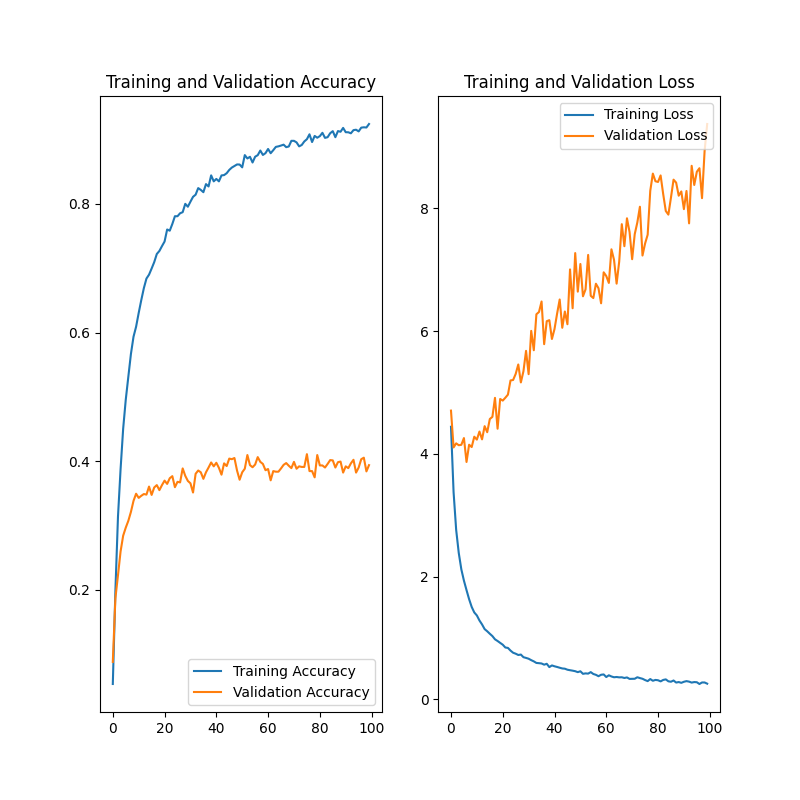 Training and Validation Accuracy
0.8
0.6
0.4
0.2
0 20 40 60 80 100
Training Accuracy
Validation Accuracy
Training and Validation Loss
8
6
4
2
0
0 20 40 60 80 100
Training Loss
Validation Loss